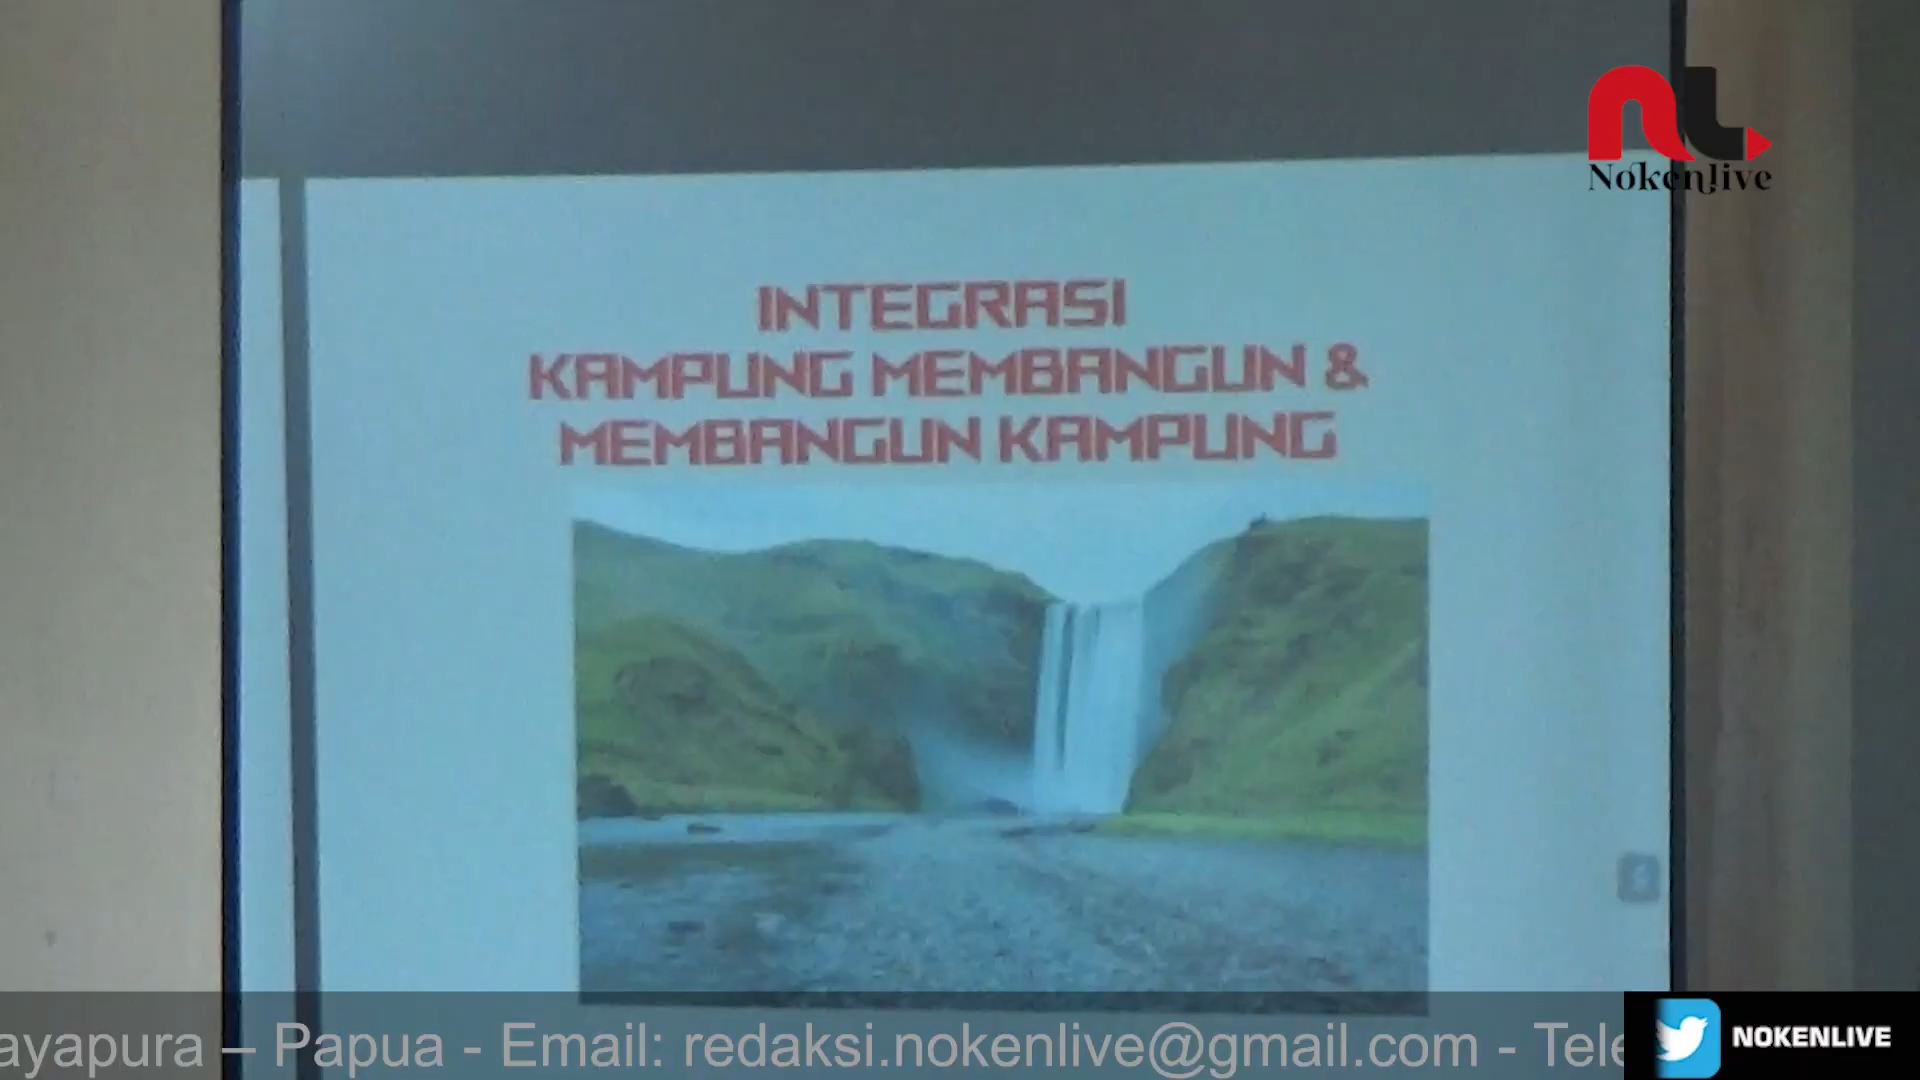 Nokenlive
INTEGRASI
KAMPUNG MEMBANGUN &
MEMBANGUN KAMPUNG
ayapura – Papua - Email: redaksi.nokenlive@gmail.com - Tele
NOKENLIVE